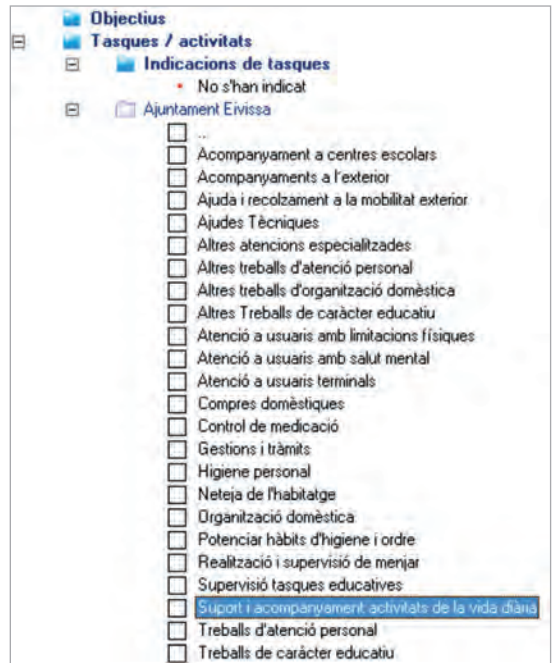 Objectius
Tasques / activitats
Indicacions de tasques
No s'han indicat
Ajuntament Eivissa
..
Acompanyament a centres escolars
Acompanyaments a l'exterior
Ajuda i recolzament a la mobilitat exterior
Ajudes Tècniques
Altres atencions especialitzades
Altres treballs d'atenció personal
Altres treballs d'organització domèstica
Altres Treballs de caràcter educatiu
Atenció a usuaris amb limitacions físiques
Atenció a usuaris amb salut mental
Atenció a usuaris terminals
Compres domèstiques
Control de medicació
Gestions i tràmits
Higiene personal
Neteja de l'habitatge
Organització domèstica
Potenciar hàbits d'higiene i ordre
Realització i supervisió de menjar
Supervisió tasques educatives
Suport i acompanyament activitats de la vida diària
Treballs d'atenció personal
Treballs de caràcter educatiu